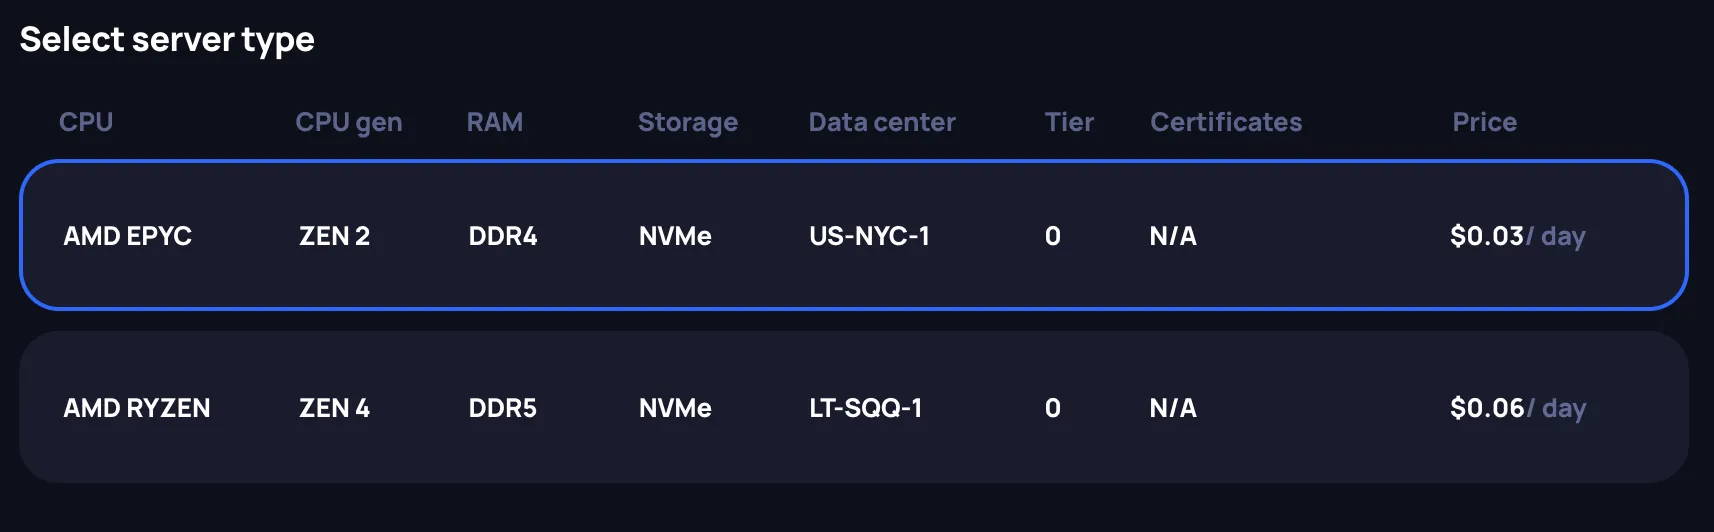 Select server type
CPU CPU gen RAM Storage Data center Tier Certificates Price
AMD EPYC ZEN 2 DDR4 NVMe US-NYC-1 0 N/A $0.03/ day
AMD RYZEN ZEN 4 DDR5 NVMe LT-SQQ-1 0 N/A $0.06/ day